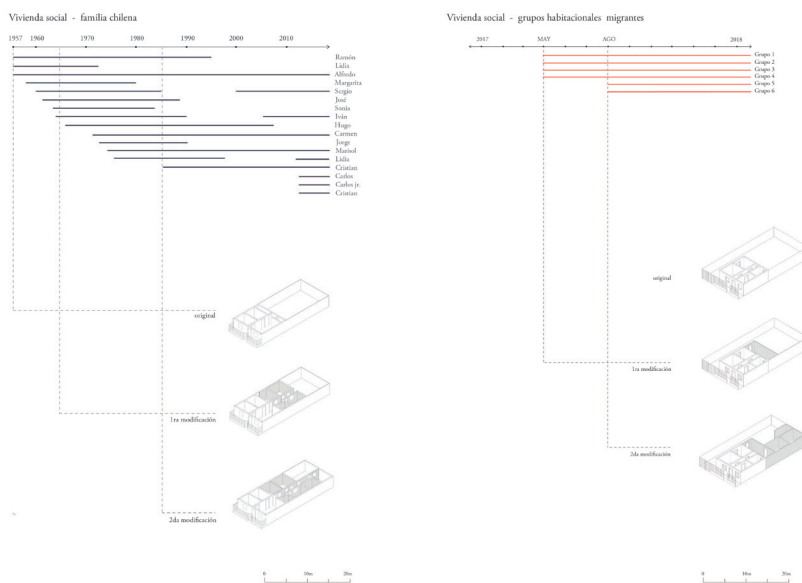 Vivienda social - familia chilena
1957 1960 1970 1980 1990 2000 2010
Ramón
Lidia
Alfredo
Margarita
Sergio
José
Sonia
Iván
Hugo
Carmen
Jorge
Marisol
Lidia
Cristian
Carlos
Carlos jr.
Cristian
original
1ra modificación
2da modificación
0 10m 20m
Vivienda social - grupos habitacionales migrantes
2017 MAY AGO 2018
Grupo 1
Grupo 2
Grupo 3
Grupo 4
Grupo 5
Grupo 6
original
1ra modificación
2da modificación
0 10m 20m